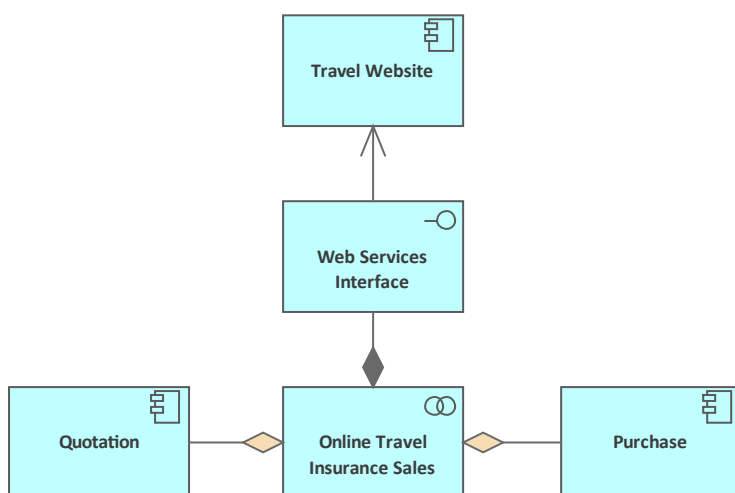 Travel Website
Web Services
Interface
Quotation
Online Travel
Insurance Sales
Purchase